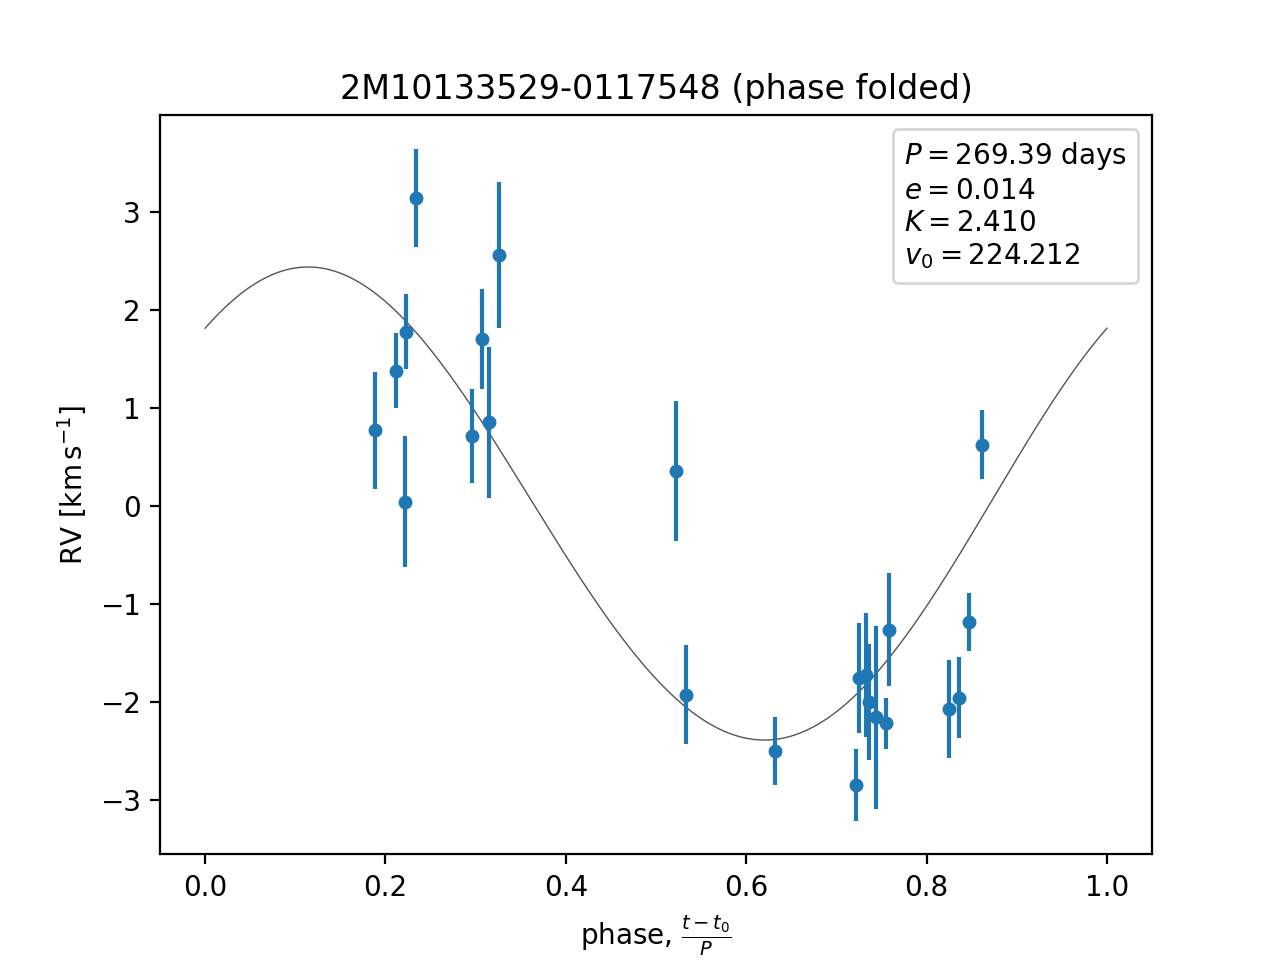 2M10133529-0117548 (phase folded)
P = 269.39 days
e = 0.014
K = 2.410
v₀ = 224.212
RV [km s⁻¹]
3
2
1
0
−1
−2
−3
0.0 0.2 0.4 0.6 0.8 1.0
phase, (t − t₀)/P